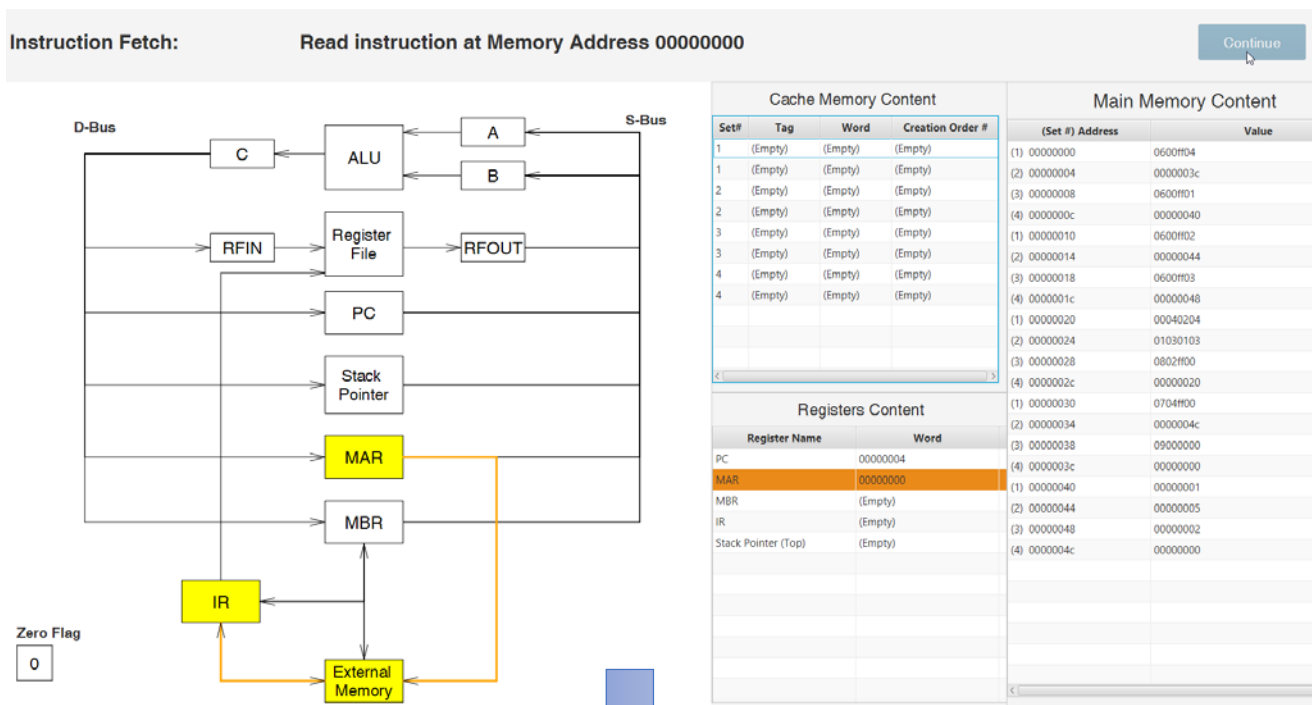 Instruction Fetch: Read instruction at Memory Address 00000000 Continue
D-Bus
S-Bus
C
ALU
A
B
RFIN
Register
File
RFOUT
PC
Stack
Pointer
MAR
MBR
IR
Zero Flag
0
External
Memory
Cache Memory Content
Set# Tag Word Creation Order #
1 (Empty) (Empty) (Empty)
1 (Empty) (Empty) (Empty)
2 (Empty) (Empty) (Empty)
2 (Empty) (Empty) (Empty)
3 (Empty) (Empty) (Empty)
3 (Empty) (Empty) (Empty)
4 (Empty) (Empty) (Empty)
4 (Empty) (Empty) (Empty)
Registers Content
Register Name Word
PC 00000004
MAR 00000000
MBR (Empty)
IR (Empty)
Stack Pointer (Top) (Empty)
Main Memory Content
(Set #) Address Value
(1) 00000000 0600ff04
(2) 00000004 0000003c
(3) 00000008 0600ff01
(4) 0000000c 00000040
(1) 00000010 0600ff02
(2) 00000014 00000044
(3) 00000018 0600ff03
(4) 0000001c 00000048
(1) 00000020 00040204
(2) 00000024 01030103
(3) 00000028 0802ff00
(4) 0000002c 00000020
(1) 00000030 0704ff00
(2) 00000034 0000004c
(3) 00000038 09000000
(4) 0000003c 00000000
(1) 00000040 00000001
(2) 00000044 00000005
(3) 00000048 00000002
(4) 0000004c 00000000